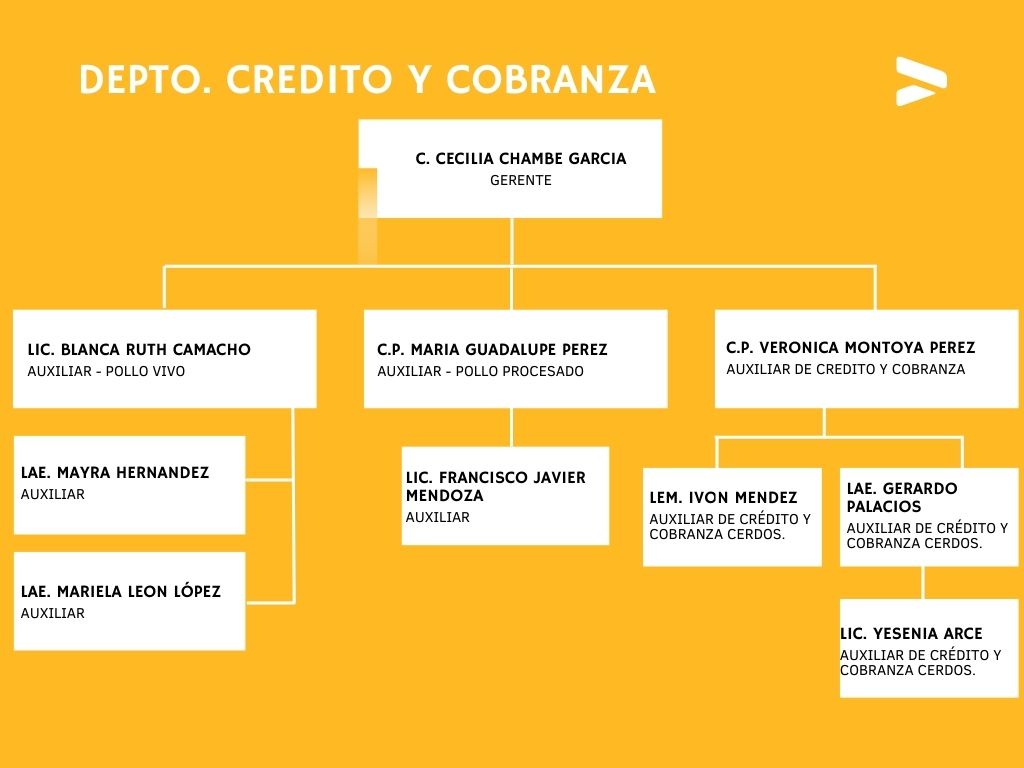 DEPTO. CREDITO Y COBRANZA
C. CECILIA CHAMBE GARCIA
GERENTE
LIC. BLANCA RUTH CAMACHO
AUXILIAR - POLLO VIVO
C.P. MARIA GUADALUPE PEREZ
AUXILIAR - POLLO PROCESADO
C.P. VERONICA MONTOYA PEREZ
AUXILIAR DE CREDITO Y COBRANZA
LAE. MAYRA HERNANDEZ
AUXILIAR
LAE. MARIELA LEON LÓPEZ
AUXILIAR
LIC. FRANCISCO JAVIER
MENDOZA
AUXILIAR
LEM. IVON MENDEZ
AUXILIAR DE CRÉDITO Y
COBRANZA CERDOS.
LAE. GERARDO
PALACIOS
AUXILIAR DE CRÉDITO Y
COBRANZA CERDOS.
LIC. YESENIA ARCE
AUXILIAR DE CRÉDITO Y
COBRANZA CERDOS.